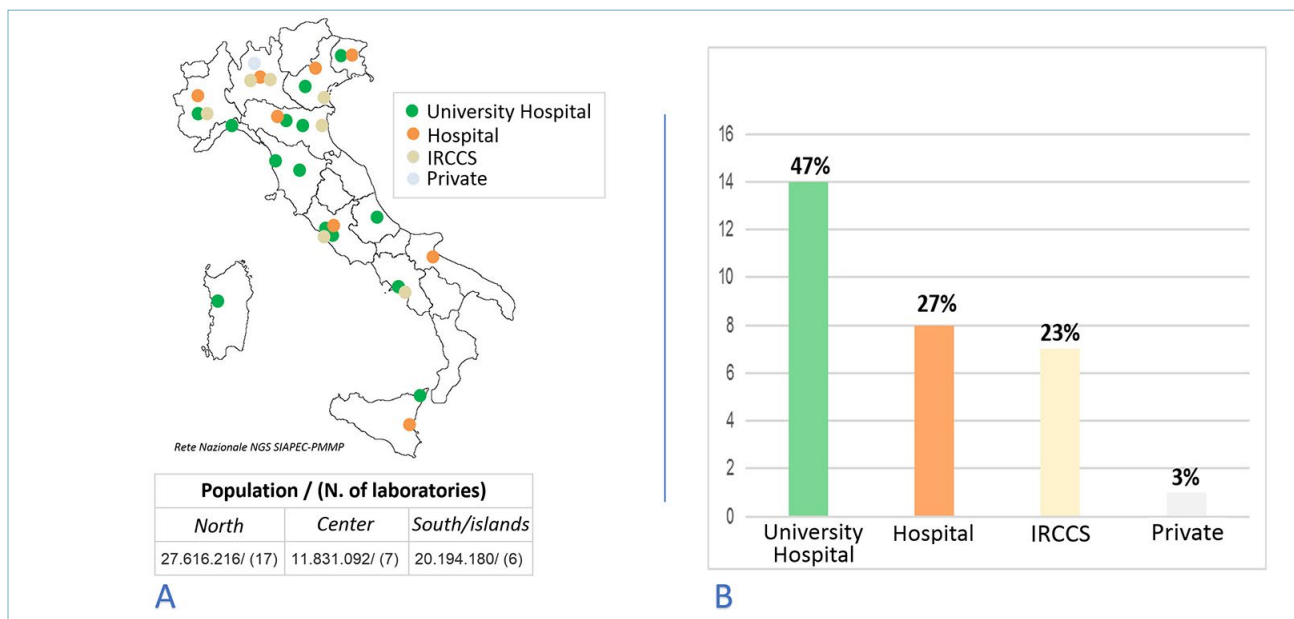 University Hospital
Hospital
IRCCS
Private
Rete Nazionale NGS SIAPEC-PMMP
Population / (N. of laboratories)
North Center South/islands
27.616.216/ (17) 11.831.092/ (7) 20.194.180/ (6)
A
16
14
12
10
8
6
4
2
0
47%
27%
23%
3%
University
Hospital
Hospital
IRCCS
Private
B